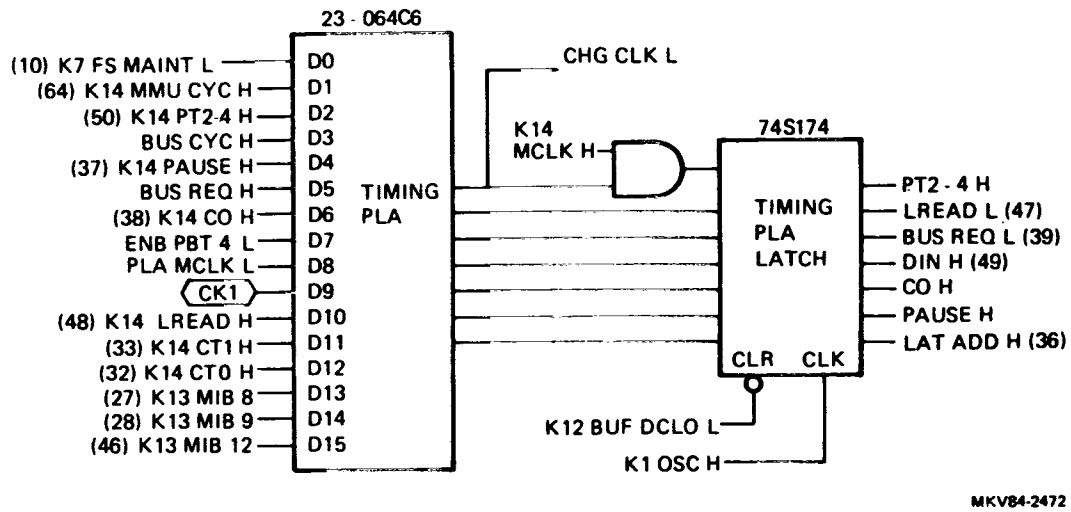 23-064C6
(10) K7 FS MAINT L D0
(64) K14 MMU CYC H D1
(50) K14 PT2-4 H D2
BUS CYC H D3
(37) K14 PAUSE H D4
BUS REQ H D5
(38) K14 CO H D6
ENB PBT 4 L D7
PLA MCLK L D8
CK1 D9
(48) K14 LREAD H D10
(33) K14 CT1 H D11
(32) K14 CT0 H D12
(27) K13 MIB 8 D13
(28) K13 MIB 9 D14
(46) K13 MIB 12 D15
TIMING
PLA
CHG CLK L
K14
MCLK H
74S174
TIMING
PLA
LATCH
CLR CLK
PT2-4 H
LREAD L (47)
BUS REQ L (39)
DIN H (49)
CO H
PAUSE H
LAT ADD H (36)
K12 BUF DCLO L
K1 OSC H
MKV84-2472